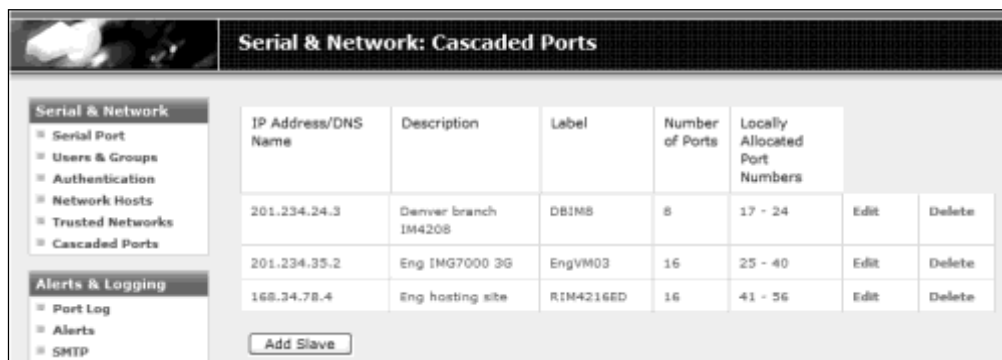 Serial & Network: Cascaded Ports
Serial & Network
Serial Port
Users & Groups
Authentication
Network Hosts
Trusted Networks
Cascaded Ports
Alerts & Logging
Port Log
Alerts
SMTP
IP Address/DNS Name Description Label Number of Ports Locally Allocated Port Numbers
201.234.24.3 Denver branch IM4208 DBIM8 8 17 - 24 Edit Delete
201.234.35.2 Eng IMG7000 3G EngVM03 16 25 - 40 Edit Delete
168.34.78.4 Eng hosting site RIM4216ED 16 41 - 56 Edit Delete
Add Slave